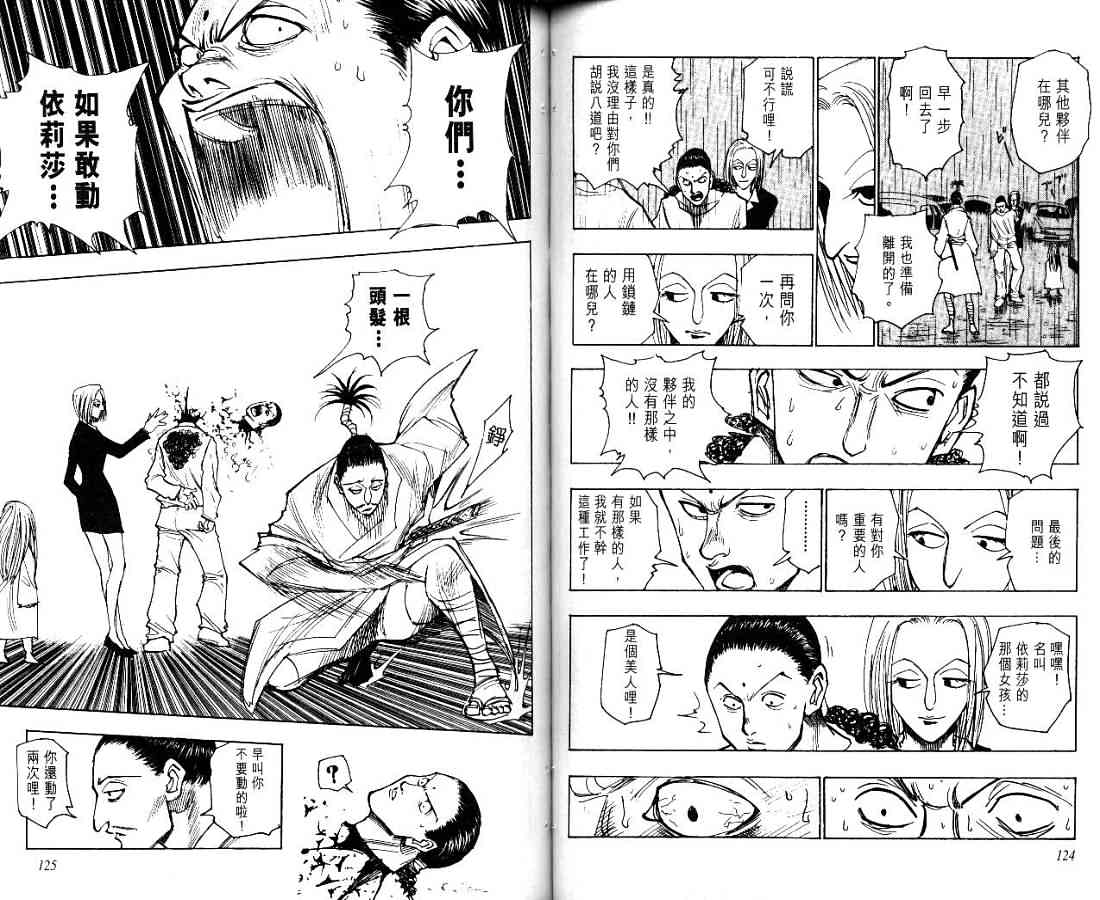 其他夥伴
在哪兒?
早一步
回去了
啊!
我也準備
離開的了。
說謊
可不行哩!
是真的!!
這樣子,
我沒理由對你們
胡說八道吧?
再問你
一次,
用鎖鏈
的人
在哪兒?
都說過
不知道啊!
我的
夥伴之中,
沒有那樣
的人!!
最後的
問題…
有對你
重要的人
嗎?
………
如果
有那樣的人,
我就不幹
這種工作了!
嘿嘿!
名叫
依莉莎的
那個女孩…
是個美人哩!
124
你們…
如果敢動
依莉莎…
一根
頭髮…
錚
早叫你
不要動的啦!
你還動了
兩次哩!
?
125